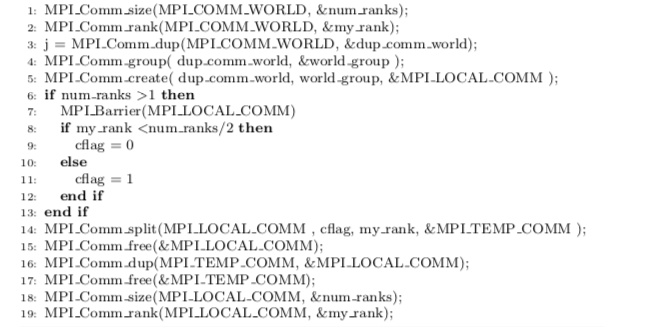 1: MPI_Comm_size(MPI_COMM_WORLD, &num_ranks);
2: MPI_Comm_rank(MPI_COMM_WORLD, &my_rank);
3: j = MPI_Comm_dup(MPI_COMM_WORLD, &dup_comm_world);
4: MPI_Comm_group( dup_comm_world, &world_group );
5: MPI_Comm_create( dup_comm_world, world_group, &MPI_LOCAL_COMM );
6: if num_ranks >1 then
7: MPI_Barrier(MPI_LOCAL_COMM)
8: if my_rank <num_ranks/2 then
9: cflag = 0
10: else
11: cflag = 1
12: end if
13: end if
14: MPI_Comm_split(MPI_LOCAL_COMM , cflag, my_rank, &MPI_TEMP_COMM );
15: MPI_Comm_free(&MPI_LOCAL_COMM);
16: MPI_Comm_dup(MPI_TEMP_COMM, &MPI_LOCAL_COMM);
17: MPI_Comm_free(&MPI_TEMP_COMM);
18: MPI_Comm_size(MPI_LOCAL_COMM, &num_ranks);
19: MPI_Comm_rank(MPI_LOCAL_COMM, &my_rank);